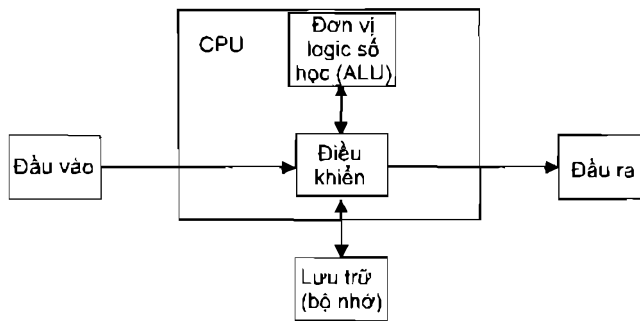 CPU
Đơn vị
logic số
học (ALU)
Đầu vào
Điều
khiển
Đầu ra
Lưu trữ
(bộ nhớ)